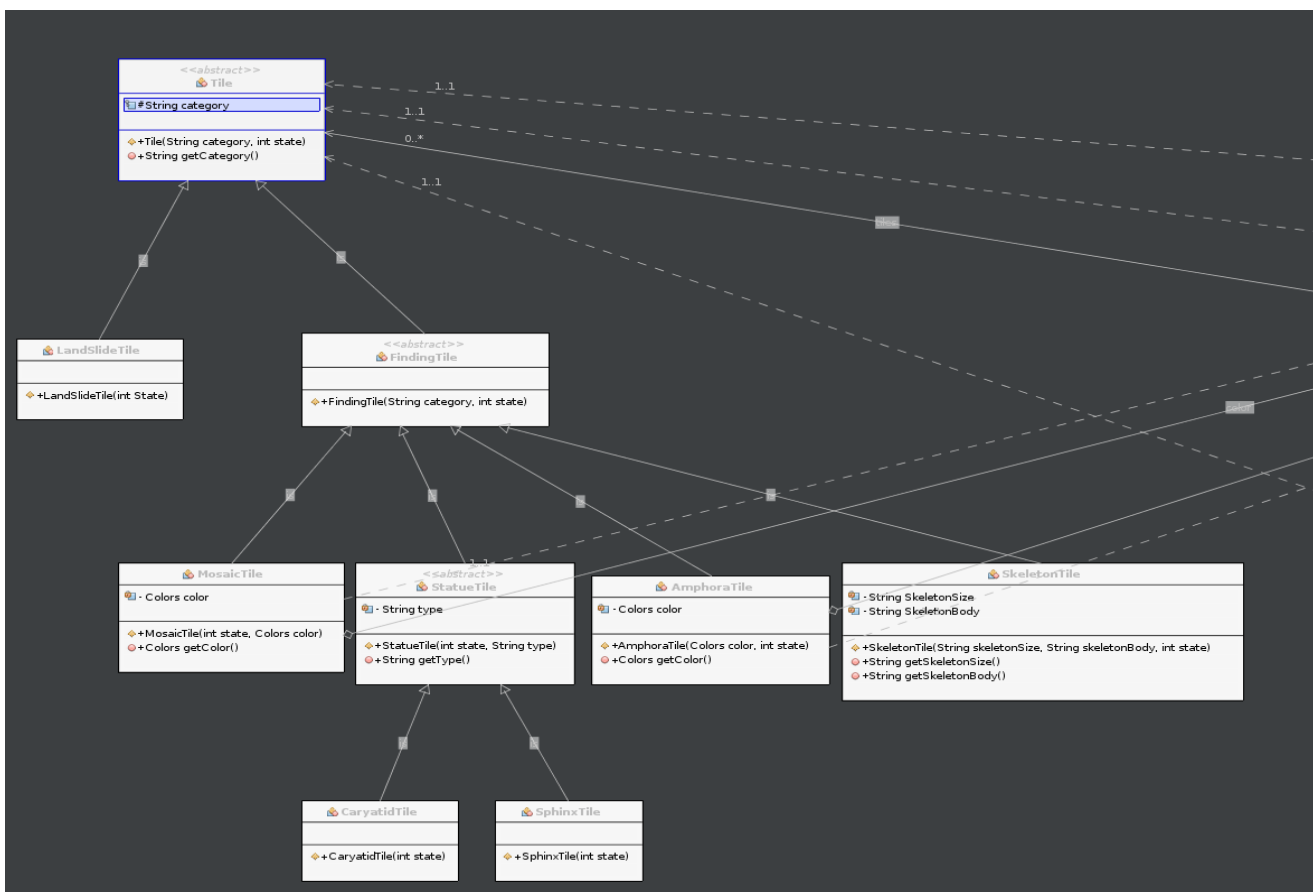 <<abstract>>
Tile
#String category
+Tile(String category, int state)
+String getCategory()
1..1
1..1
0..*
1..1
tiles
LandSlideTile
+LandSlideTile(int State)
<<abstract>>
FindingTile
+FindingTile(String category, int state)
color
MosaicTile
- Colors color
+MosaicTile(int state, Colors color)
+Colors getColor()
1..1
<<abstract>>
StatueTile
- String type
+StatueTile(int state, String type)
+String getType()
AmphoraTile
- Colors color
+AmphoraTile(Colors color, int state)
+Colors getColor()
SkeletonTile
- String SkeletonSize
- String SkeletonBody
+SkeletonTile(String skeletonSize, String skeletonBody, int state)
+String getSkeletonSize()
+String getSkeletonBody()
CaryatidTile
+CaryatidTile(int state)
SphinxTile
+SphinxTile(int state)